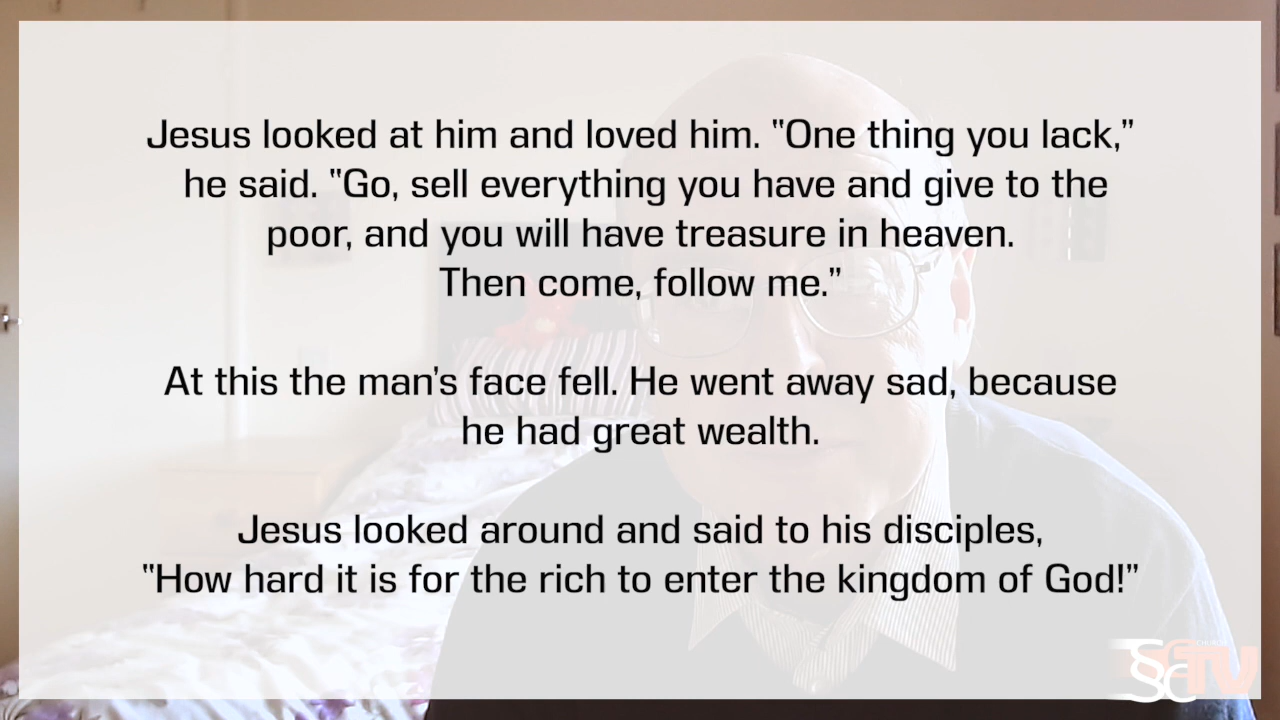 Jesus looked at him and loved him. "One thing you lack,”
he said. "Go, sell everything you have and give to the
poor, and you will have treasure in heaven.
Then come, follow me.”
At this the man's face fell. He went away sad, because
he had great wealth.
Jesus looked around and said to his disciples,
"How hard it is for the rich to enter the kingdom of God!”
CHURCH
TV